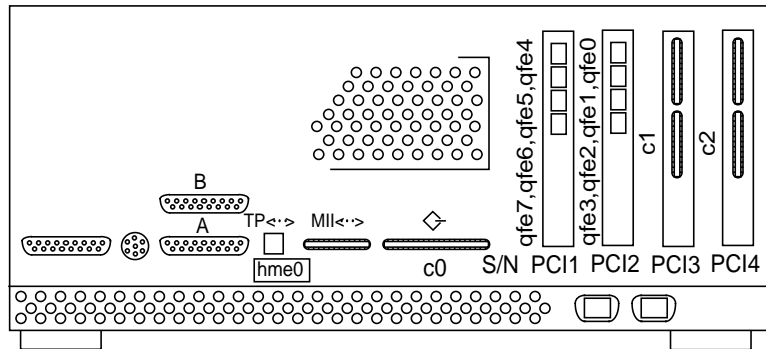 qfe7,qfe6,qfe5,qfe4
qfe3,qfe2,qfe1,qfe0
c1
c2
B
A
TP<··>
MII<··>
hme0
c0
S/N PCI1 PCI2 PCI3 PCI4